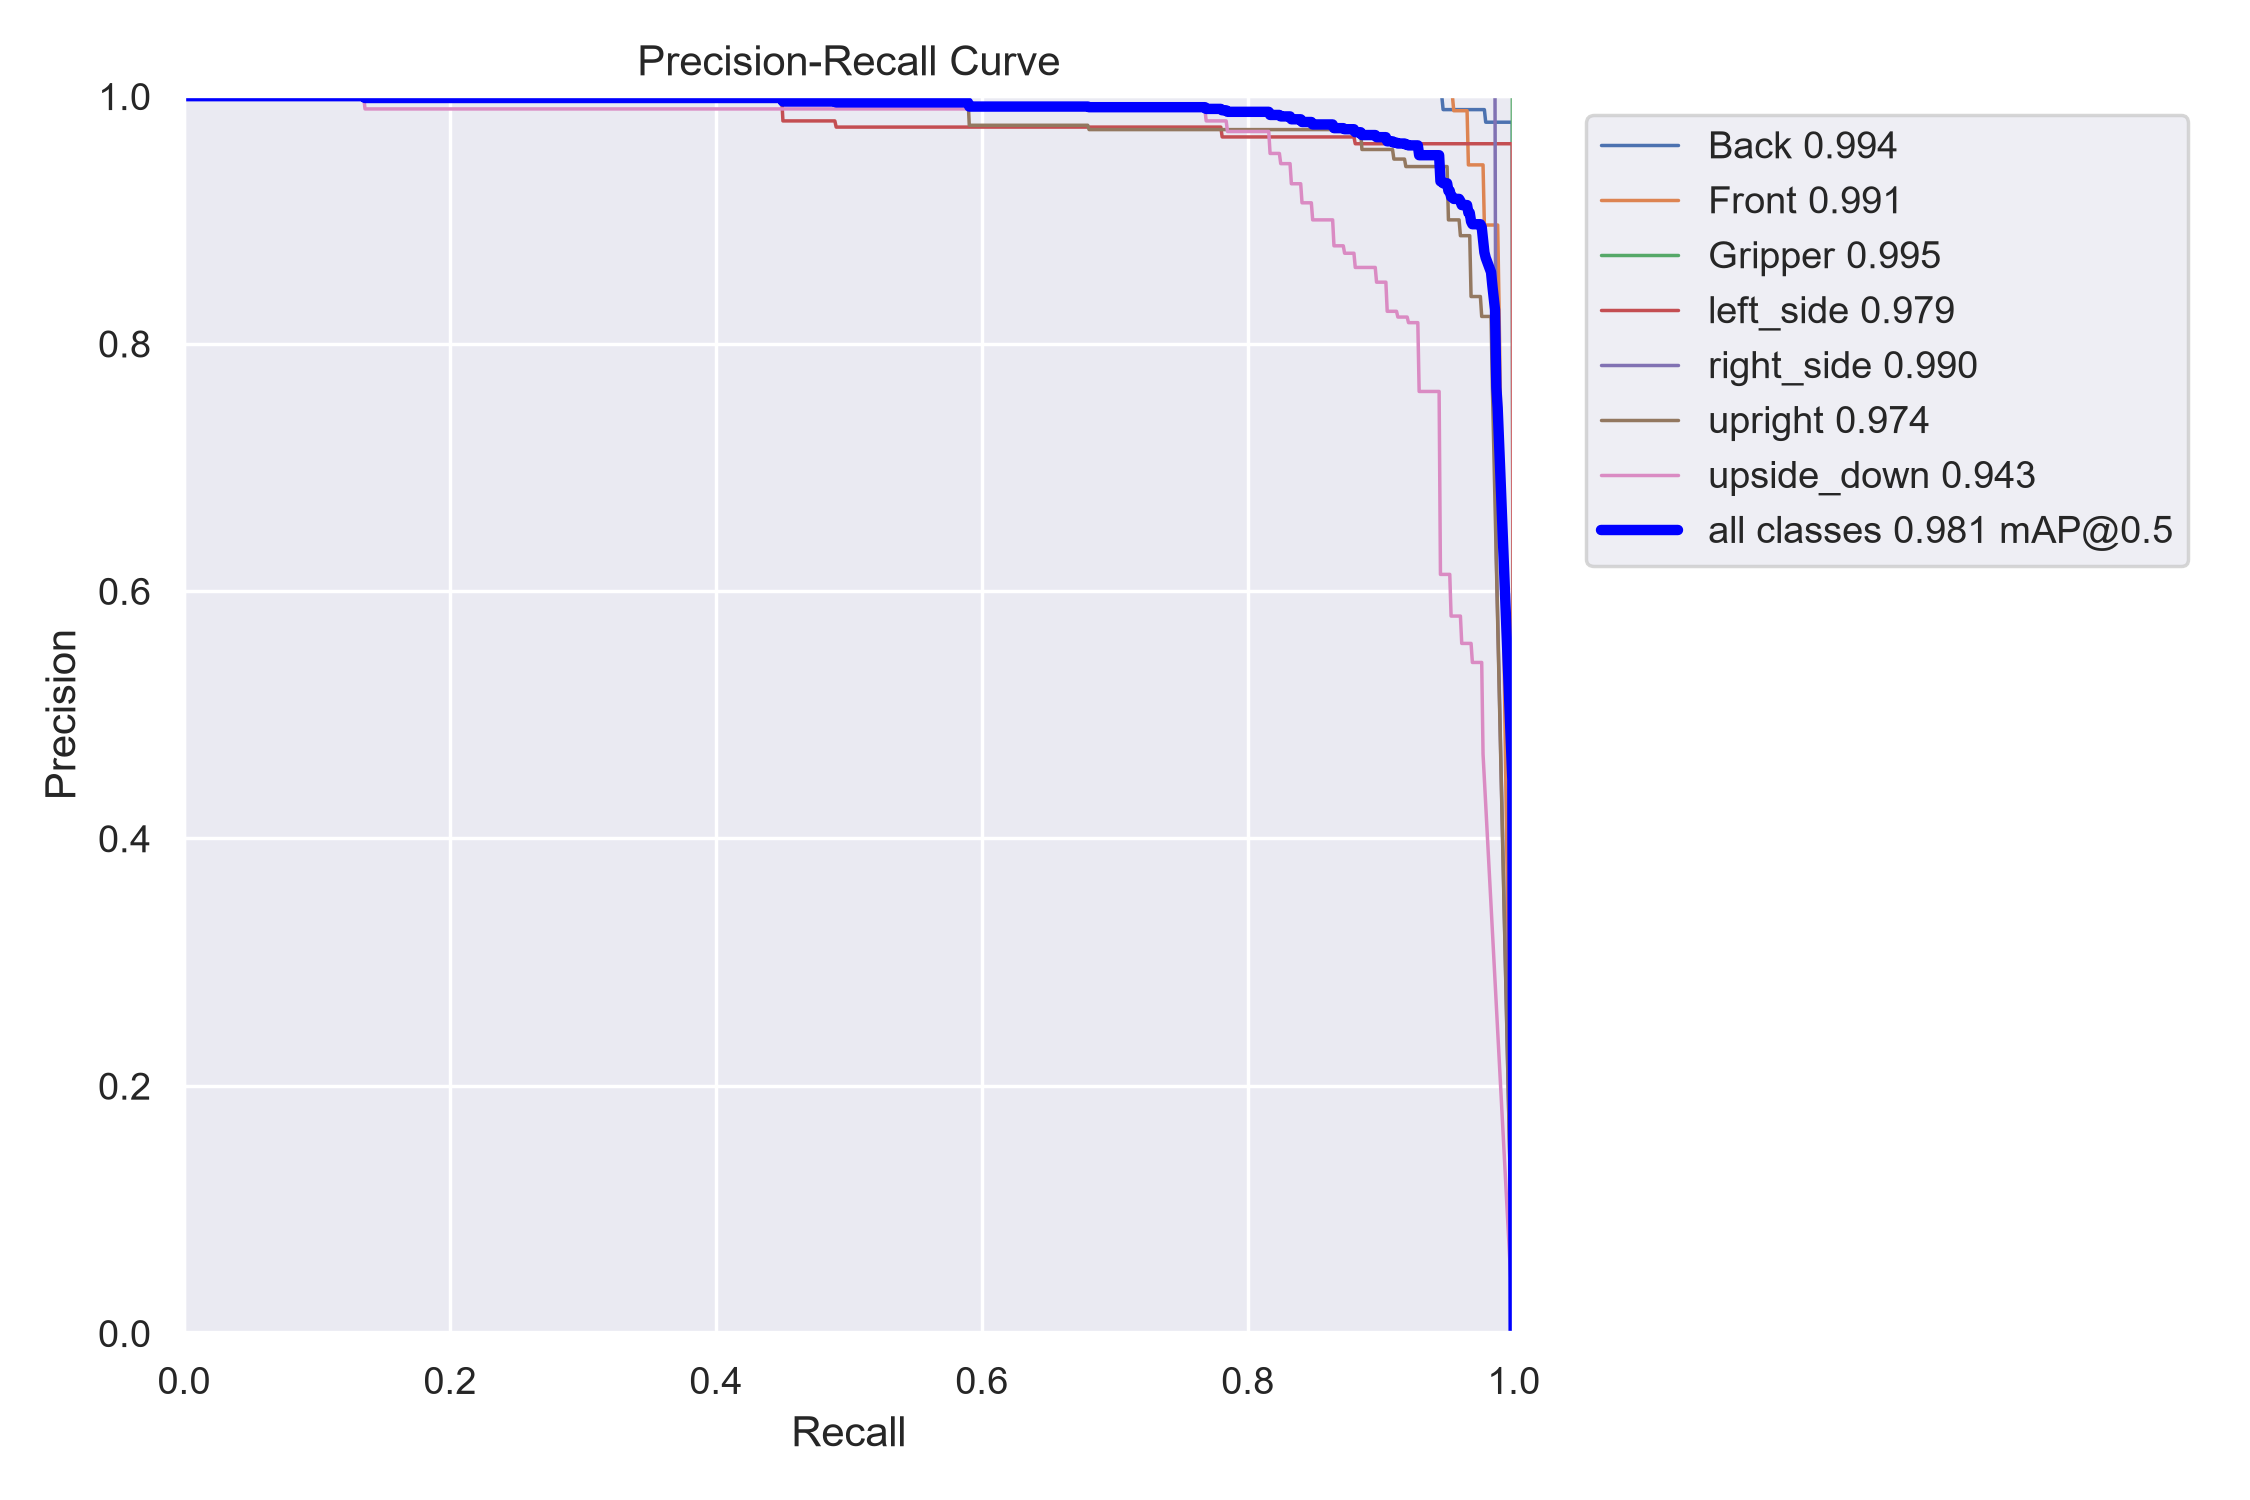 Precision-Recall Curve
1.0
0.8
0.6
0.4
0.2
0.0
Precision
0.0 0.2 0.4 0.6 0.8 1.0
Recall
Back 0.994
Front 0.991
Gripper 0.995
left_side 0.979
right_side 0.990
upright 0.974
upside_down 0.943
all classes 0.981 mAP@0.5